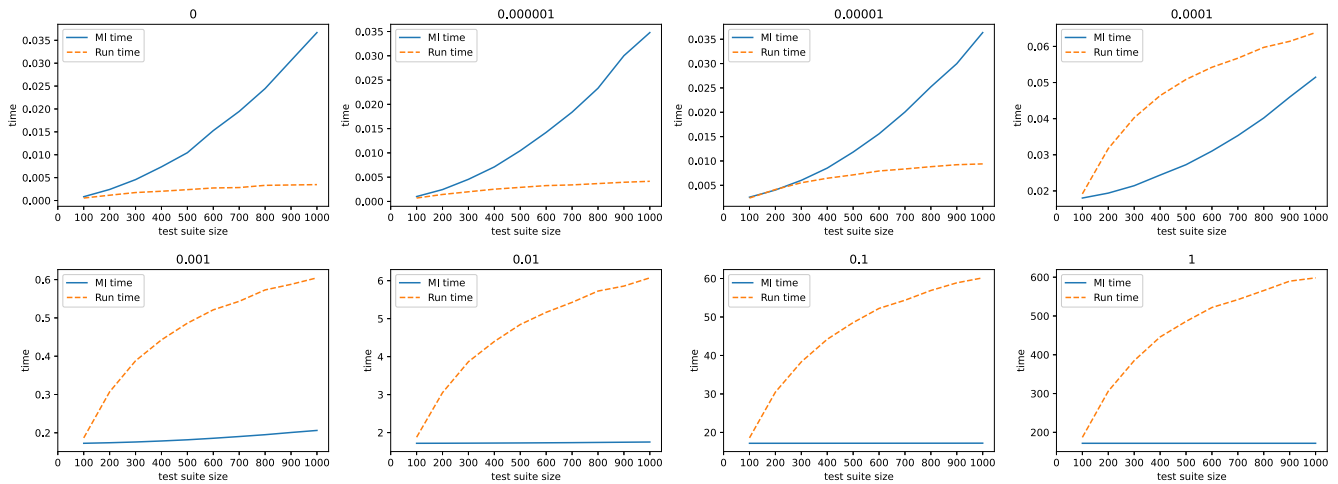 0
MI time
Run time
0.035
0.030
0.025
0.020
0.015
0.010
0.005
0.000
time
0 100 200 300 400 500 600 700 800 900 1000
test suite size
0.000001
MI time
Run time
0.035
0.030
0.025
0.020
0.015
0.010
0.005
0.000
time
0 100 200 300 400 500 600 700 800 900 1000
test suite size
0.00001
MI time
Run time
0.035
0.030
0.025
0.020
0.015
0.010
0.005
time
0 100 200 300 400 500 600 700 800 900 1000
test suite size
0.0001
MI time
Run time
0.06
0.05
0.04
0.03
0.02
time
0 100 200 300 400 500 600 700 800 900 1000
test suite size
0.001
MI time
Run time
0.6
0.5
0.4
0.3
0.2
time
0 100 200 300 400 500 600 700 800 900 1000
test suite size
0.01
MI time
Run time
6
5
4
3
2
time
0 100 200 300 400 500 600 700 800 900 1000
test suite size
0.1
MI time
Run time
60
50
40
30
20
time
0 100 200 300 400 500 600 700 800 900 1000
test suite size
1
MI time
Run time
600
500
400
300
200
time
0 100 200 300 400 500 600 700 800 900 1000
test suite size